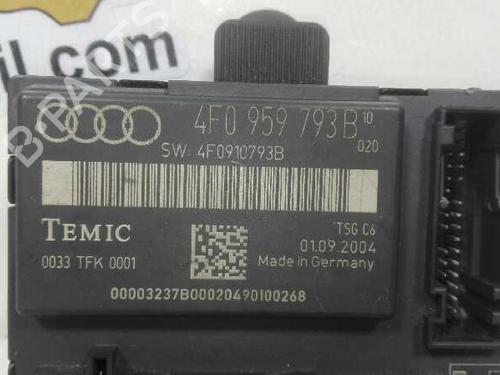 il.com
B-PARTS
4F0 959 793B 10
020
SW: 4F0910793B
TEMIC
TSG C6
01.09.2004
0033 TFK 0001
Made in Germany
00003237B00020490100268